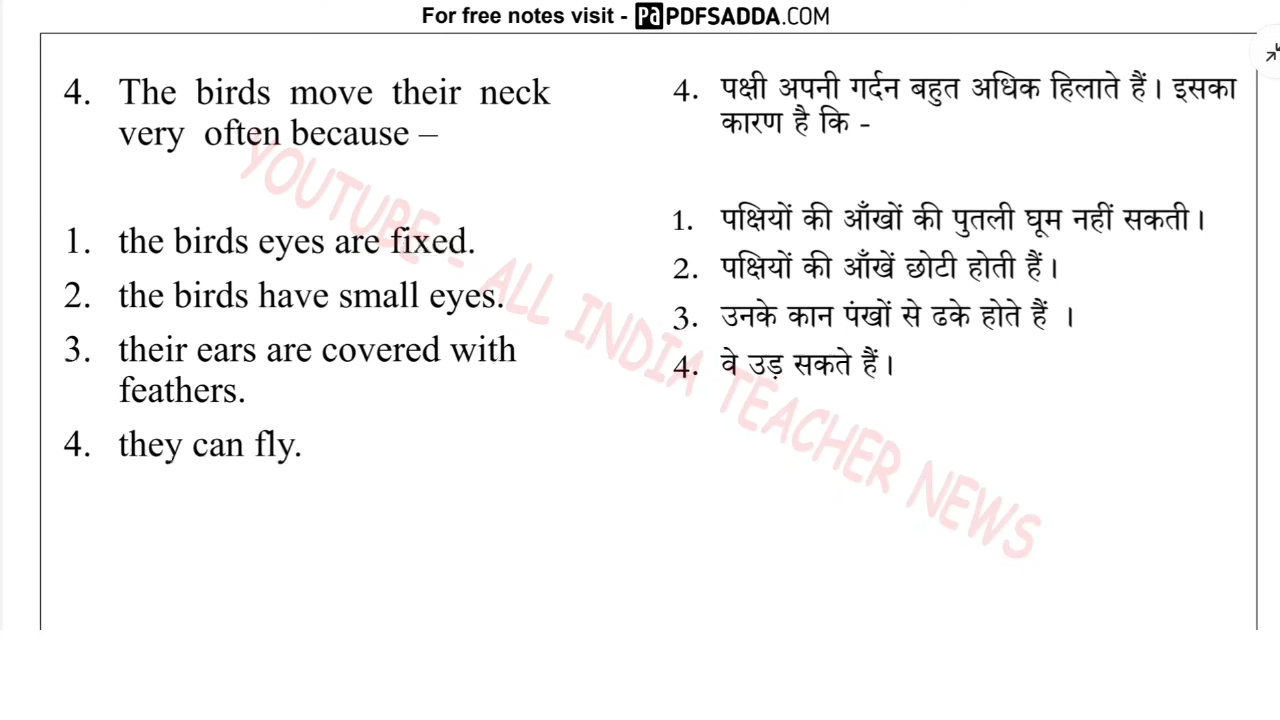 For free notes visit - Pa PDFSADDA.COM
4. The birds move their neck
very often because –
1. the birds eyes are fixed.
2. the birds have small eyes.
3. their ears are covered with
feathers.
4. they can fly.
4. पक्षी अपनी गर्दन बहुत अधिक हिलाते हैं। इसका
कारण है कि -
1. पक्षियों की आँखों की पुतली घूम नहीं सकती।
2. पक्षियों की आँखें छोटी होती हैं।
3. उनके कान पंखों से ढके होते हैं ।
4. वे उड़ सकते हैं।
YOUTUBE - ALL INDIA TEACHER NEWS